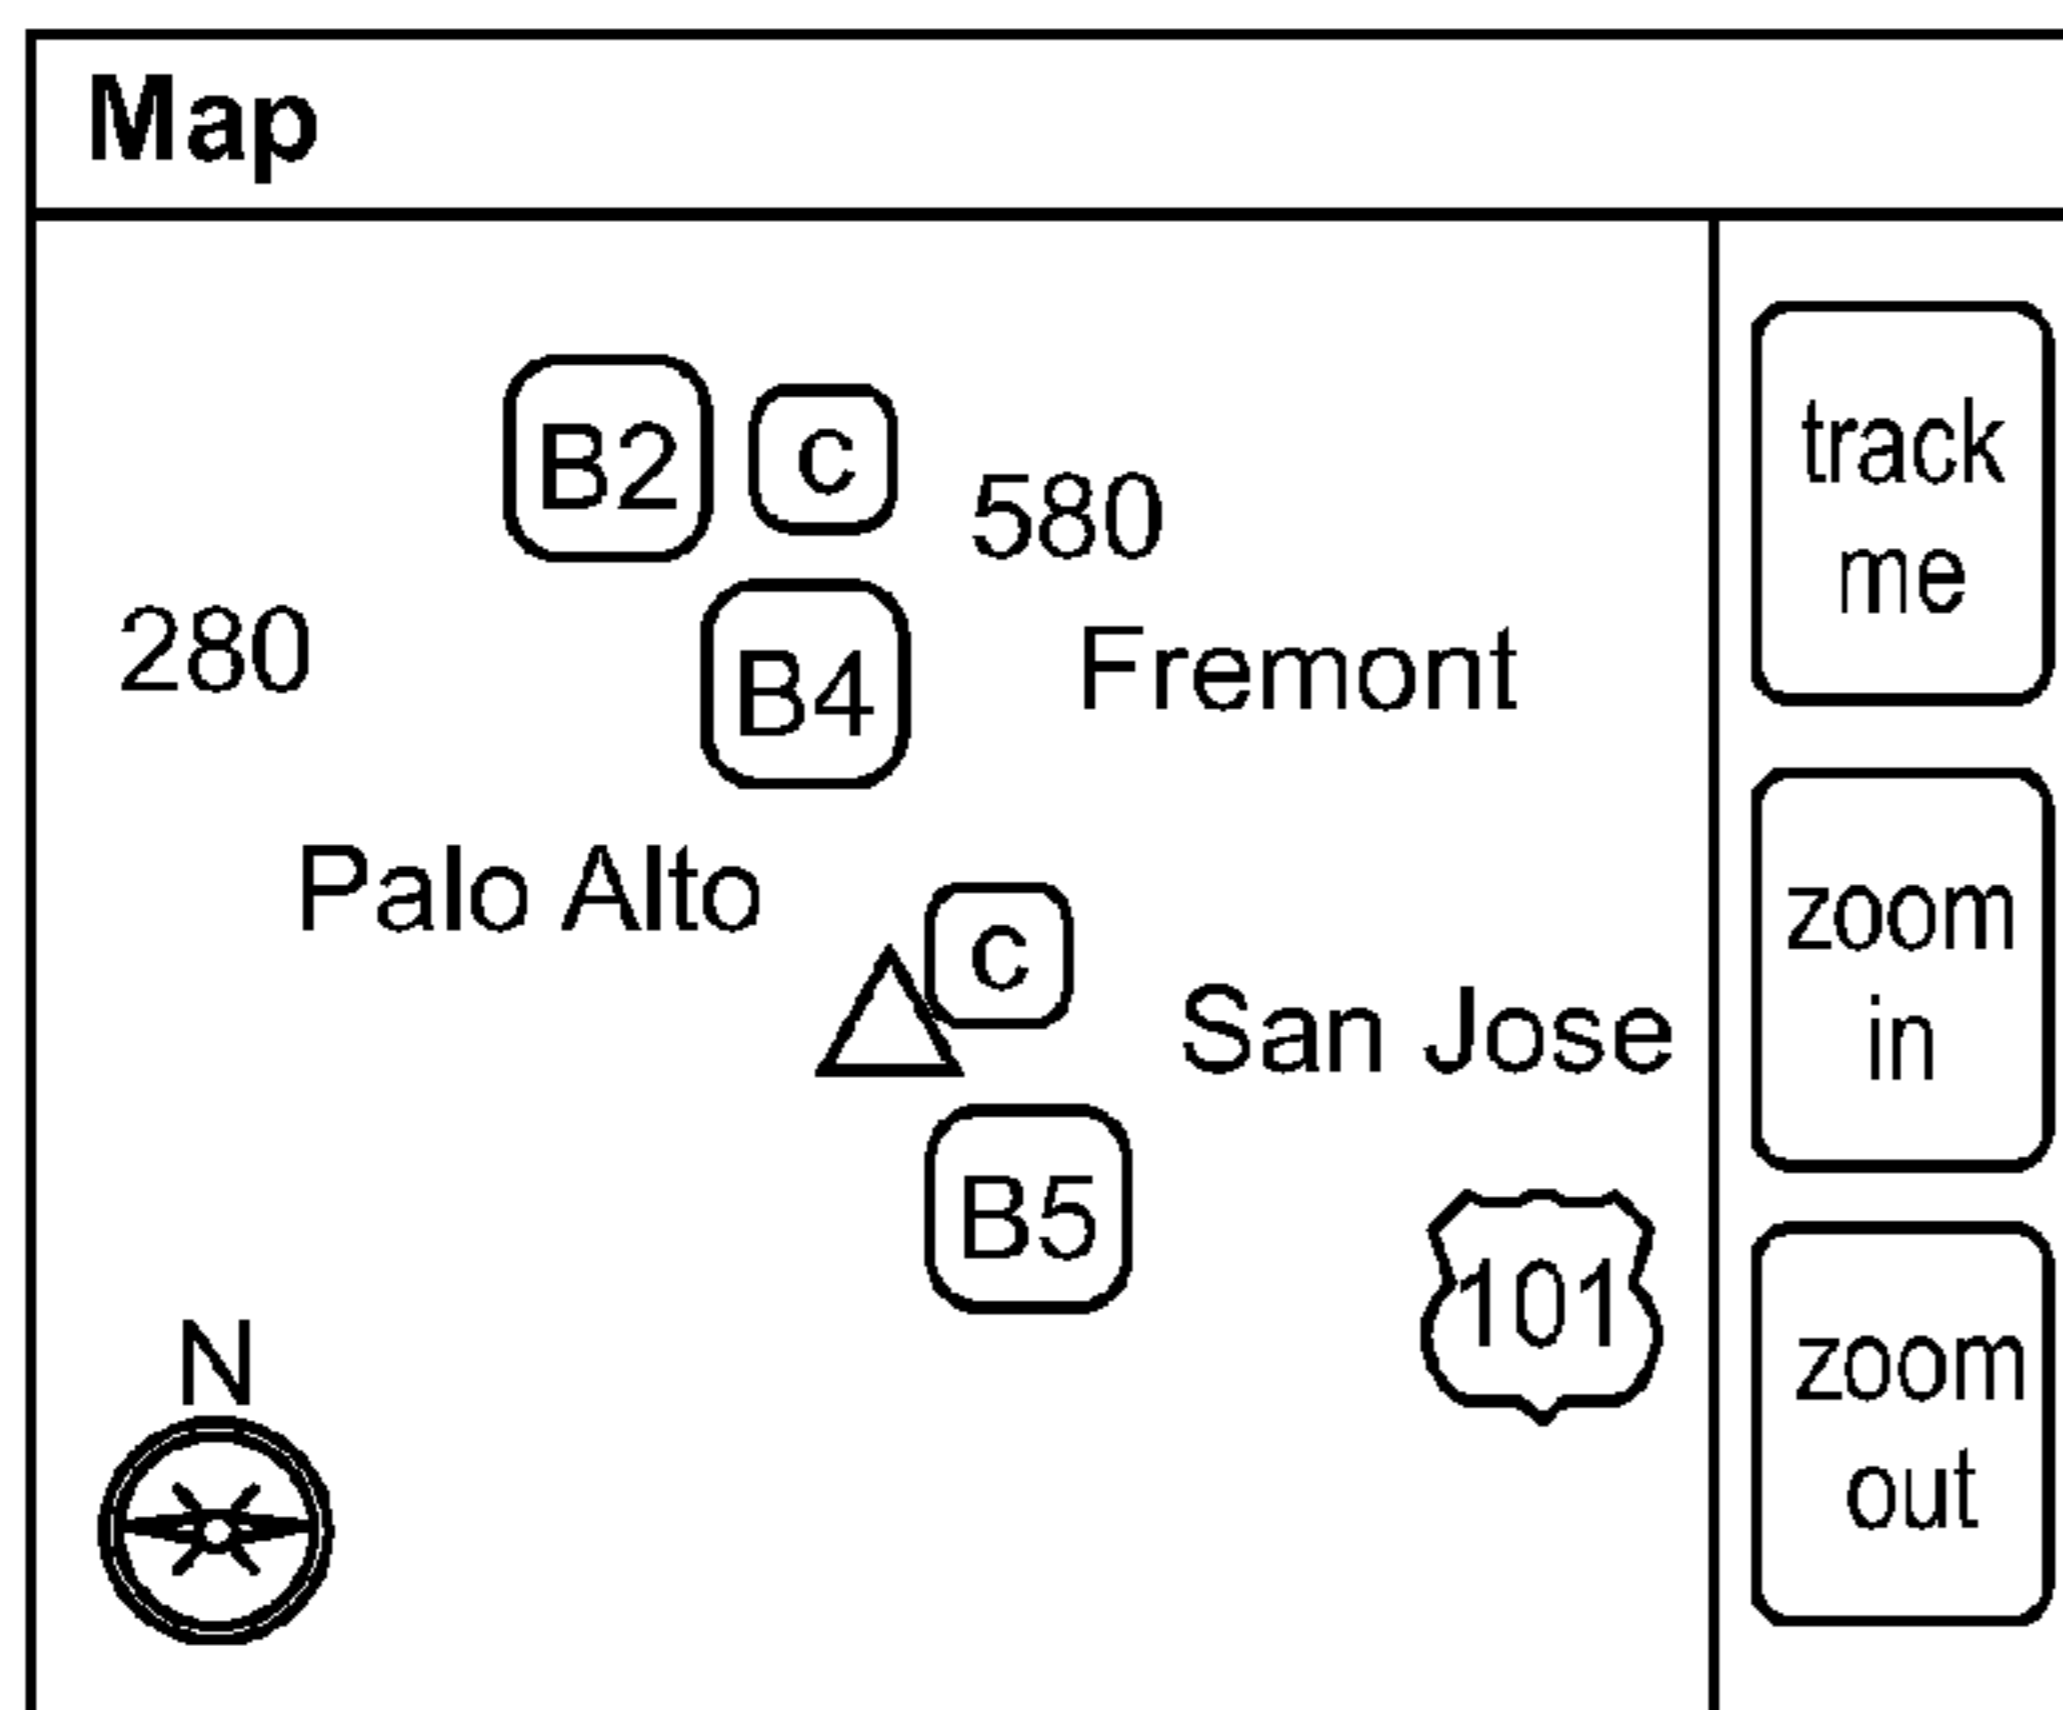 Map
B2
c
580
280
B4
Fremont
Palo Alto
c
San Jose
B5
101
N
track
me
zoom
in
zoom
out